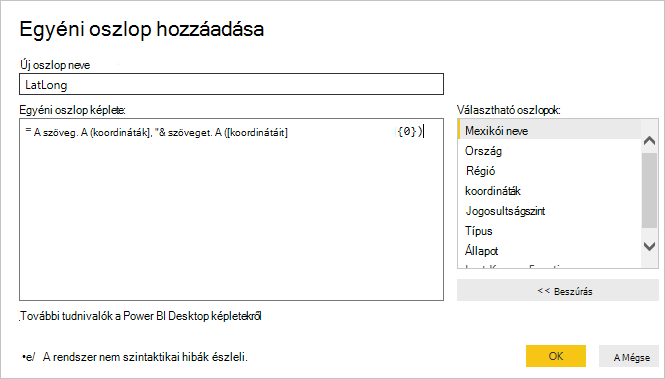 Egyéni oszlop hozzáadása
Új oszlop neve
LatLong
Egyéni oszlop képlete:
Választható oszlopok:
= A szöveg. A (koordináták], "& szöveget. A ([koordinátáit] {0})
Mexikói neve
Ország
Régió
koordináták
Jogosultságszint
Típus
Állapot
<< Beszúrás
További tudnivalók a Power BI Desktop képletekről
•e/ A rendszer nem szintaktikai hibák észleli.
OK
A Mégse